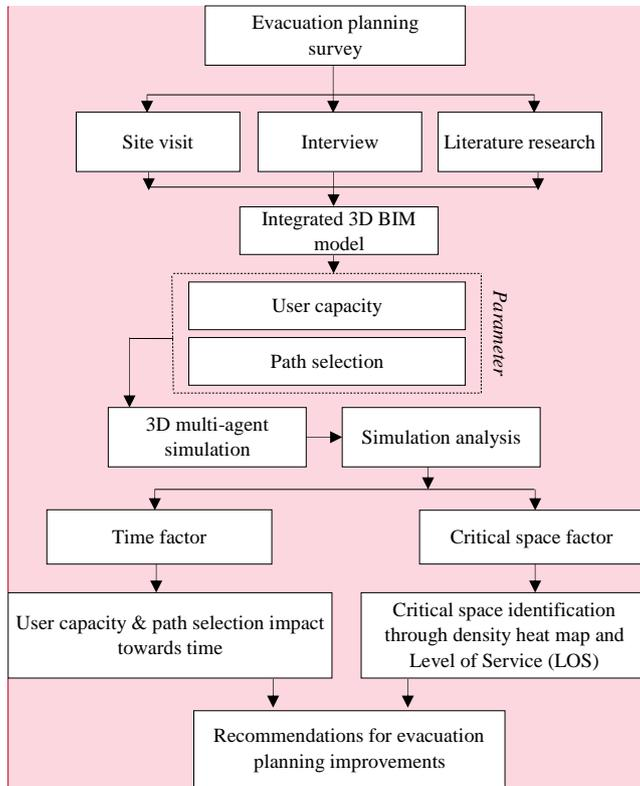 Evacuation planning
survey
Site visit
Interview
Literature research
Integrated 3D BIM
model
User capacity
Path selection
Parameter
3D multi-agent
simulation
Simulation analysis
Time factor
Critical space factor
User capacity & path selection impact
towards time
Critical space identification
through density heat map and
Level of Service (LOS)
Recommendations for evacuation
planning improvements